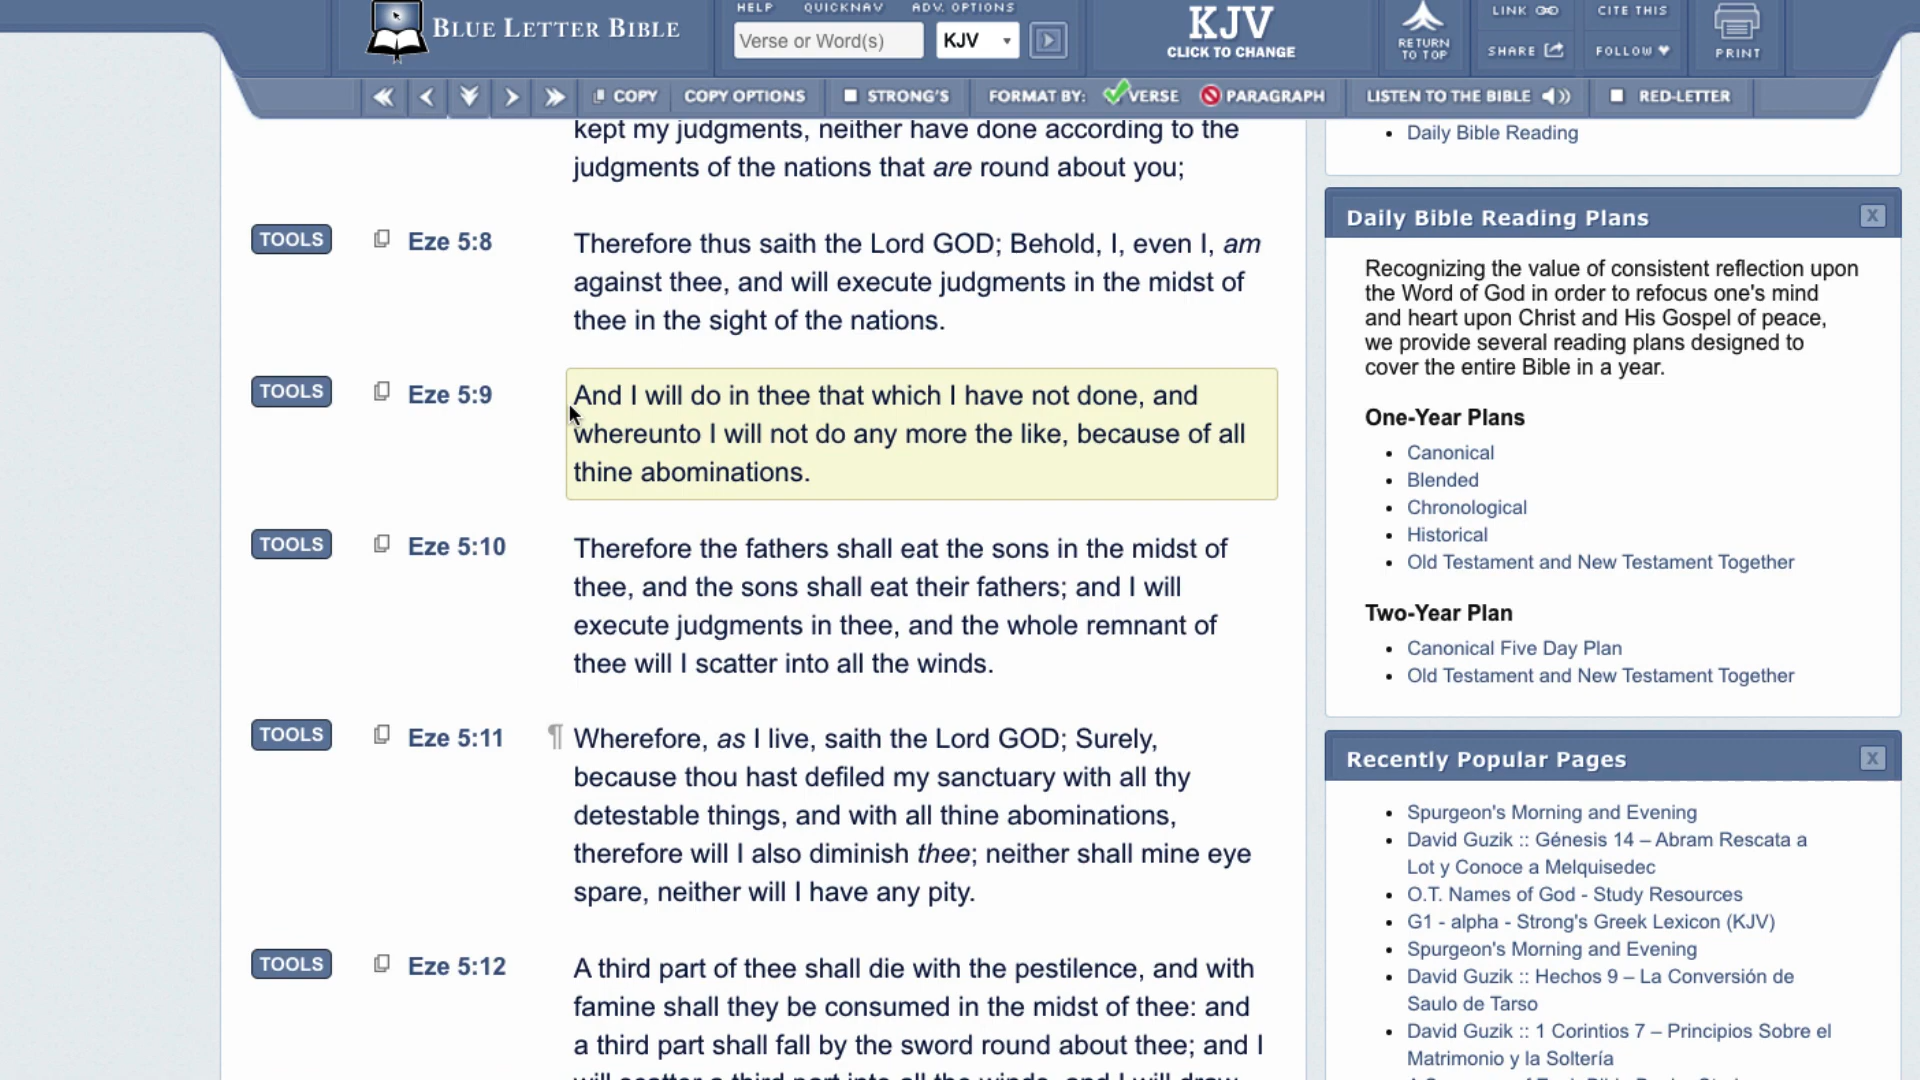 BLUE LETTER BIBLE
HELP QUICKNAV ADV. OPTIONS
Verse or Word(s) KJV
KJV
CLICK TO CHANGE
RETURN
TO TOP
LINK
SHARE
CITE THIS
FOLLOW
PRINT
COPY COPY OPTIONS STRONG'S FORMAT BY: VERSE PARAGRAPH LISTEN TO THE BIBLE RED-LETTER
kept my judgments, neither have done according to the
judgments of the nations that are round about you;
TOOLS Eze 5:8 Therefore thus saith the Lord GOD; Behold, I, even I, am
against thee, and will execute judgments in the midst of
thee in the sight of the nations.
TOOLS Eze 5:9 And I will do in thee that which I have not done, and
whereunto I will not do any more the like, because of all
thine abominations.
TOOLS Eze 5:10 Therefore the fathers shall eat the sons in the midst of
thee, and the sons shall eat their fathers; and I will
execute judgments in thee, and the whole remnant of
thee will I scatter into all the winds.
TOOLS Eze 5:11 ¶ Wherefore, as I live, saith the Lord GOD; Surely,
because thou hast defiled my sanctuary with all thy
detestable things, and with all thine abominations,
therefore will I also diminish thee; neither shall mine eye
spare, neither will I have any pity.
TOOLS Eze 5:12 A third part of thee shall die with the pestilence, and with
famine shall they be consumed in the midst of thee: and
a third part shall fall by the sword round about thee; and I
will scatter a third part into all the winds, and I will draw
• Daily Bible Reading
Daily Bible Reading Plans X
Recognizing the value of consistent reflection upon
the Word of God in order to refocus one's mind
and heart upon Christ and His Gospel of peace,
we provide several reading plans designed to
cover the entire Bible in a year.
One-Year Plans
• Canonical
• Blended
• Chronological
• Historical
• Old Testament and New Testament Together
Two-Year Plan
• Canonical Five Day Plan
• Old Testament and New Testament Together
Recently Popular Pages X
• Spurgeon's Morning and Evening
• David Guzik :: Génesis 14 – Abram Rescata a
Lot y Conoce a Melquisedec
• O.T. Names of God - Study Resources
• G1 - alpha - Strong's Greek Lexicon (KJV)
• Spurgeon's Morning and Evening
• David Guzik :: Hechos 9 – La Conversión de
Saulo de Tarso
• David Guzik :: 1 Corintios 7 – Principios Sobre el
Matrimonio y la Soltería